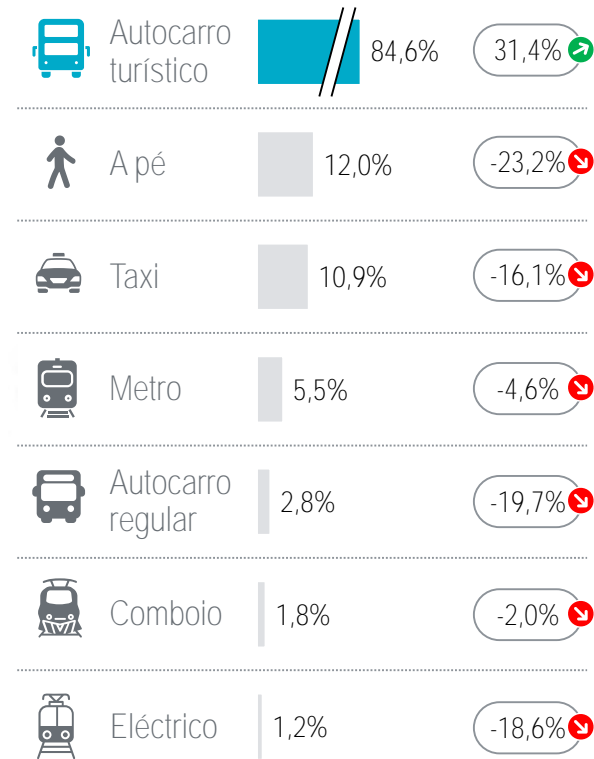 Autocarro
turístico
84,6%
31,4%
A pé
12,0%
-23,2%
Taxi
10,9%
-16,1%
Metro
5,5%
-4,6%
Autocarro
regular
2,8%
-19,7%
Comboio
1,8%
-2,0%
Eléctrico
1,2%
-18,6%